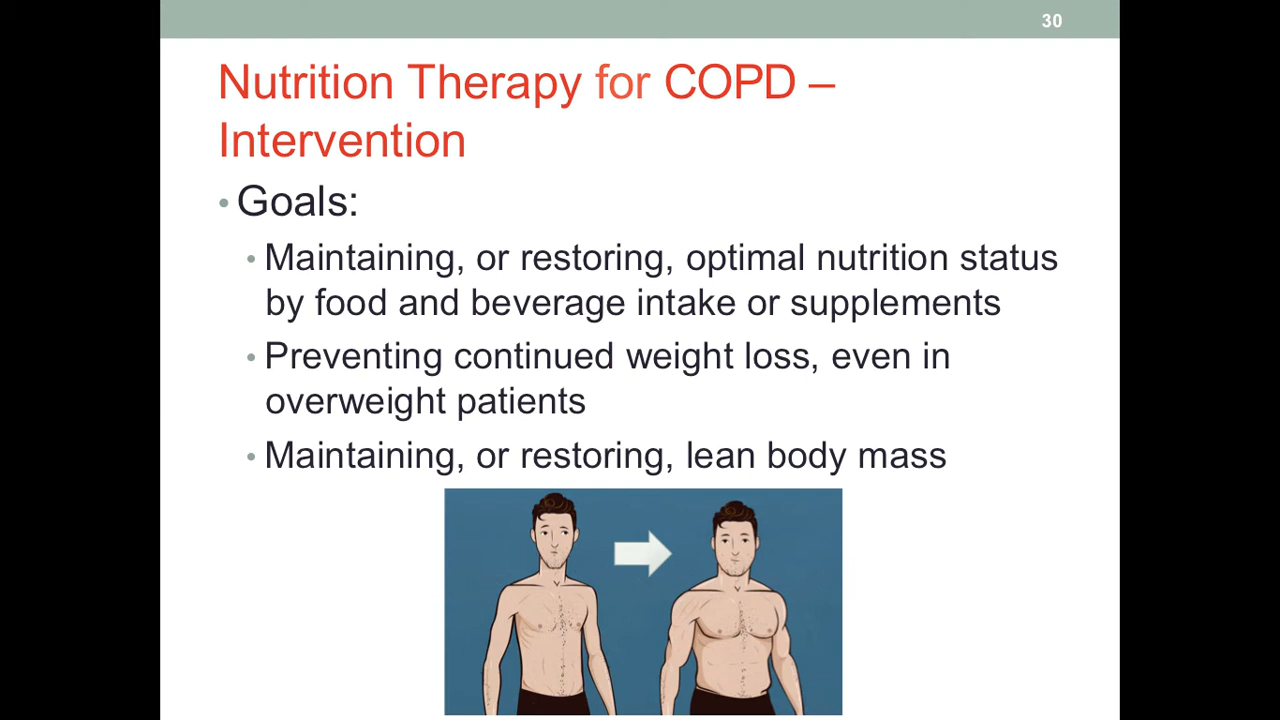 30
Nutrition Therapy for COPD –
Intervention
• Goals:
• Maintaining, or restoring, optimal nutrition status
by food and beverage intake or supplements
• Preventing continued weight loss, even in
overweight patients
• Maintaining, or restoring, lean body mass